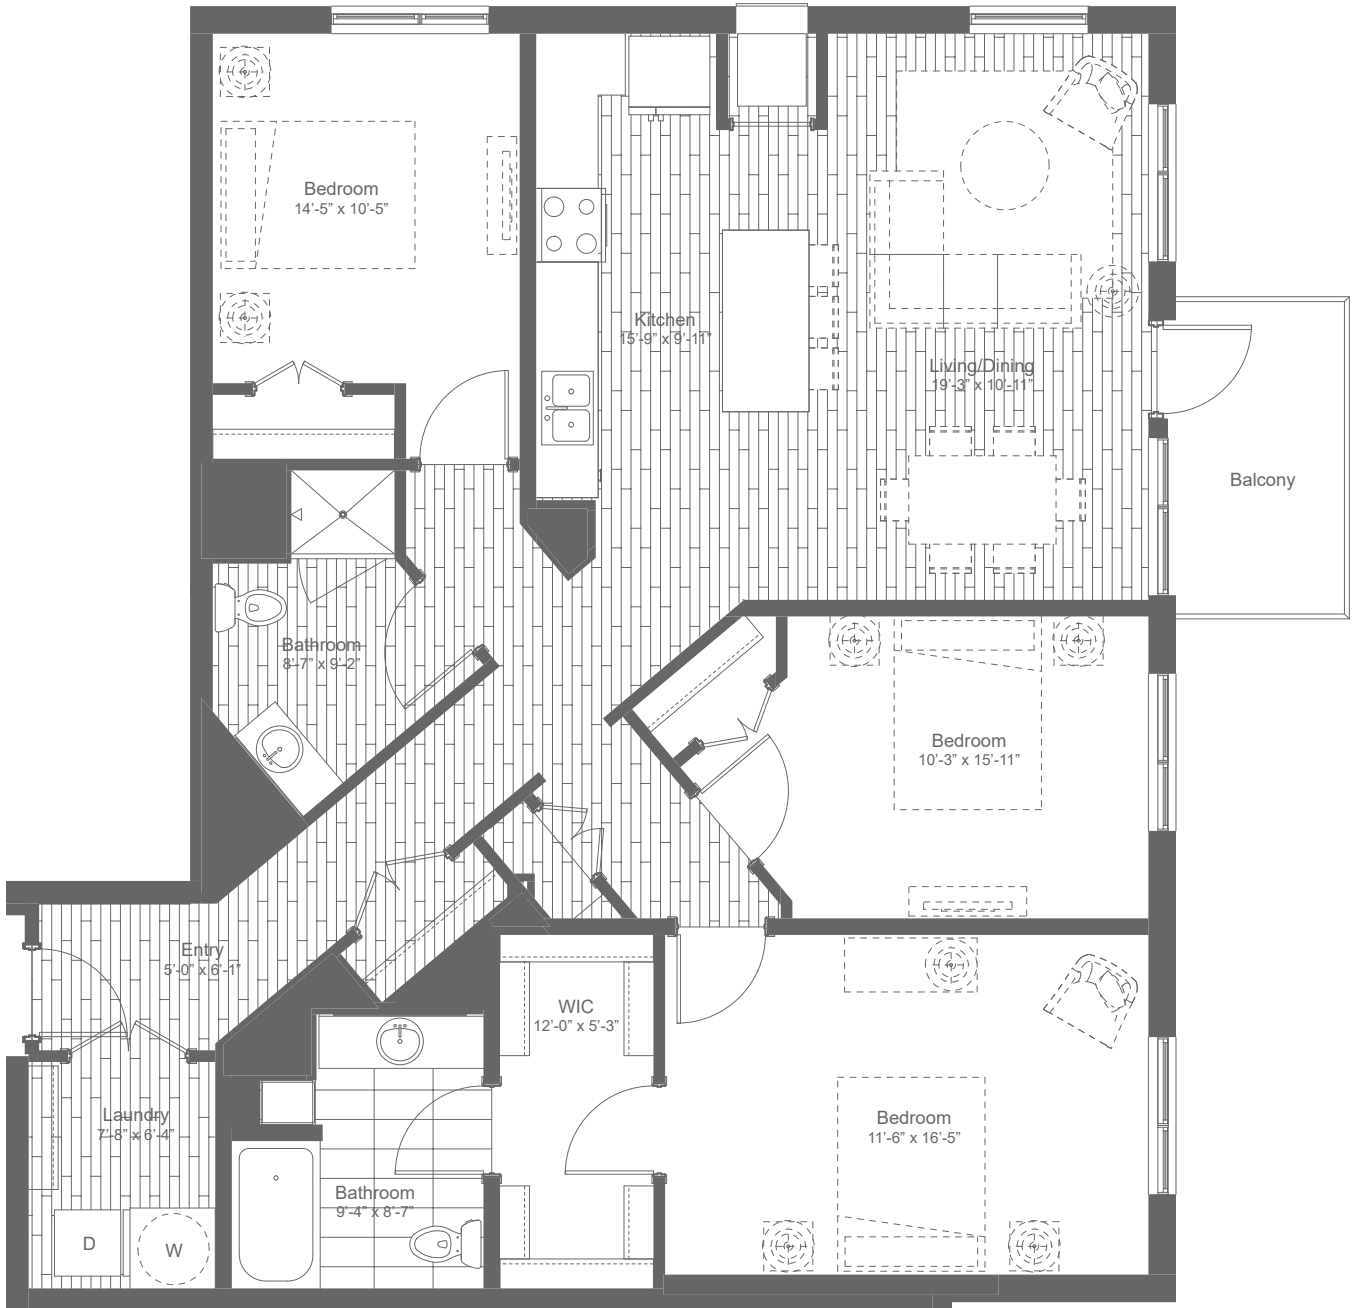 Bedroom
14’-5” x 10’-5”
Kitchen
15’-9” x 9’-11”
Living/Dining
19’-3” x 10’-11”
Balcony
Bathroom
8’-7” x 9’-2”
Bedroom
10’-3” x 15’-11”
Entry
5’-0” x 6’-1”
WIC
12’-0” x 5’-3”
Laundry
7’-8” x 6’-4”
Bedroom
11’-6” x 16’-5”
Bathroom
9’-4” x 8’-7”
D
W